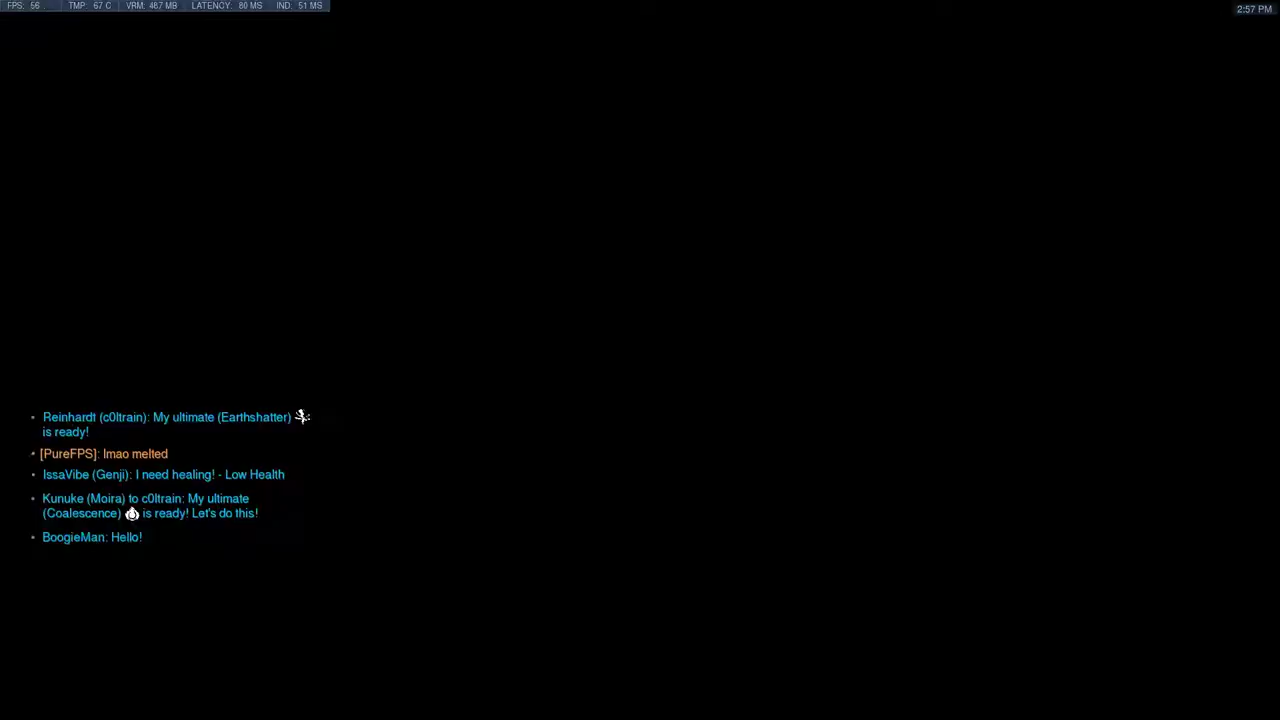 FPS: 56 TMP: 67 C VRM: 487 MB LATENCY: 80 MS IND: 51 MS
2:57 PM
Reinhardt (c0ltrain): My ultimate (Earthshatter)
is ready!
[PureFPS]: lmao melted
IssaVibe (Genji): I need healing! - Low Health
Kunuke (Moira) to c0ltrain: My ultimate
(Coalescence) is ready! Let's do this!
BoogieMan: Hello!